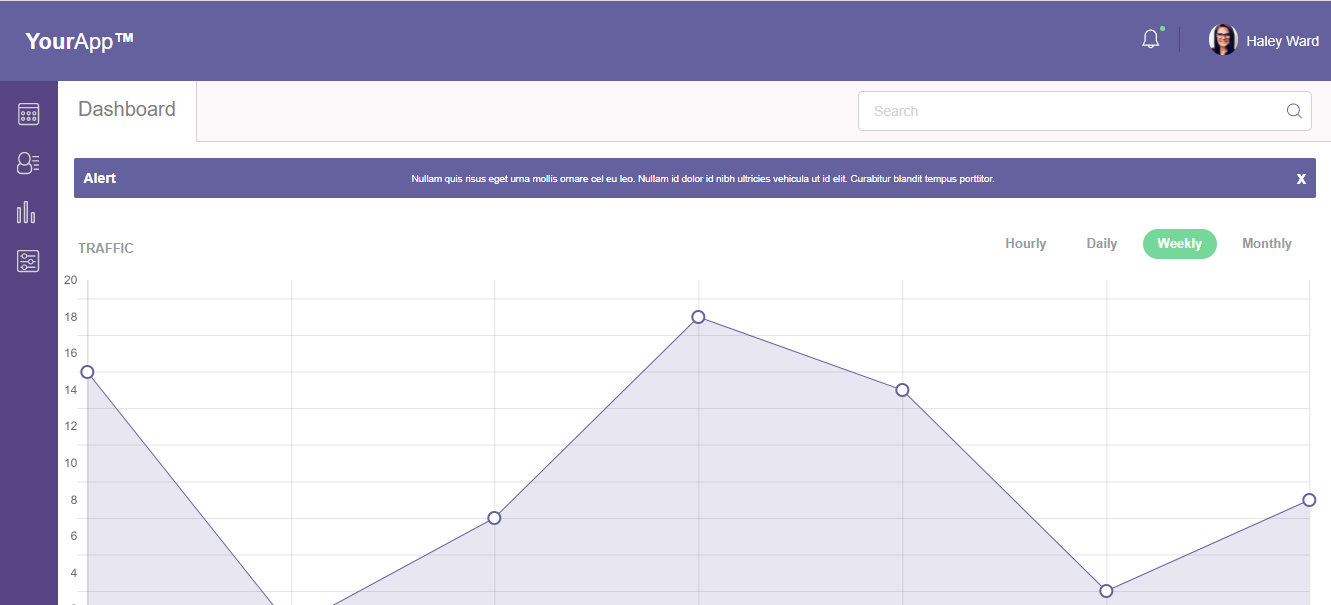 YourApp™
Haley Ward
Dashboard
Search
Alert
Nullam quis risus eget urna mollis ornare cel eu leo. Nullam id dolor id nibh ultricies vehicula ut id elit. Curabitur blandit tempus porttitor.
X
TRAFFIC
Hourly
Daily
Weekly
Monthly
20
18
16
14
12
10
8
6
4